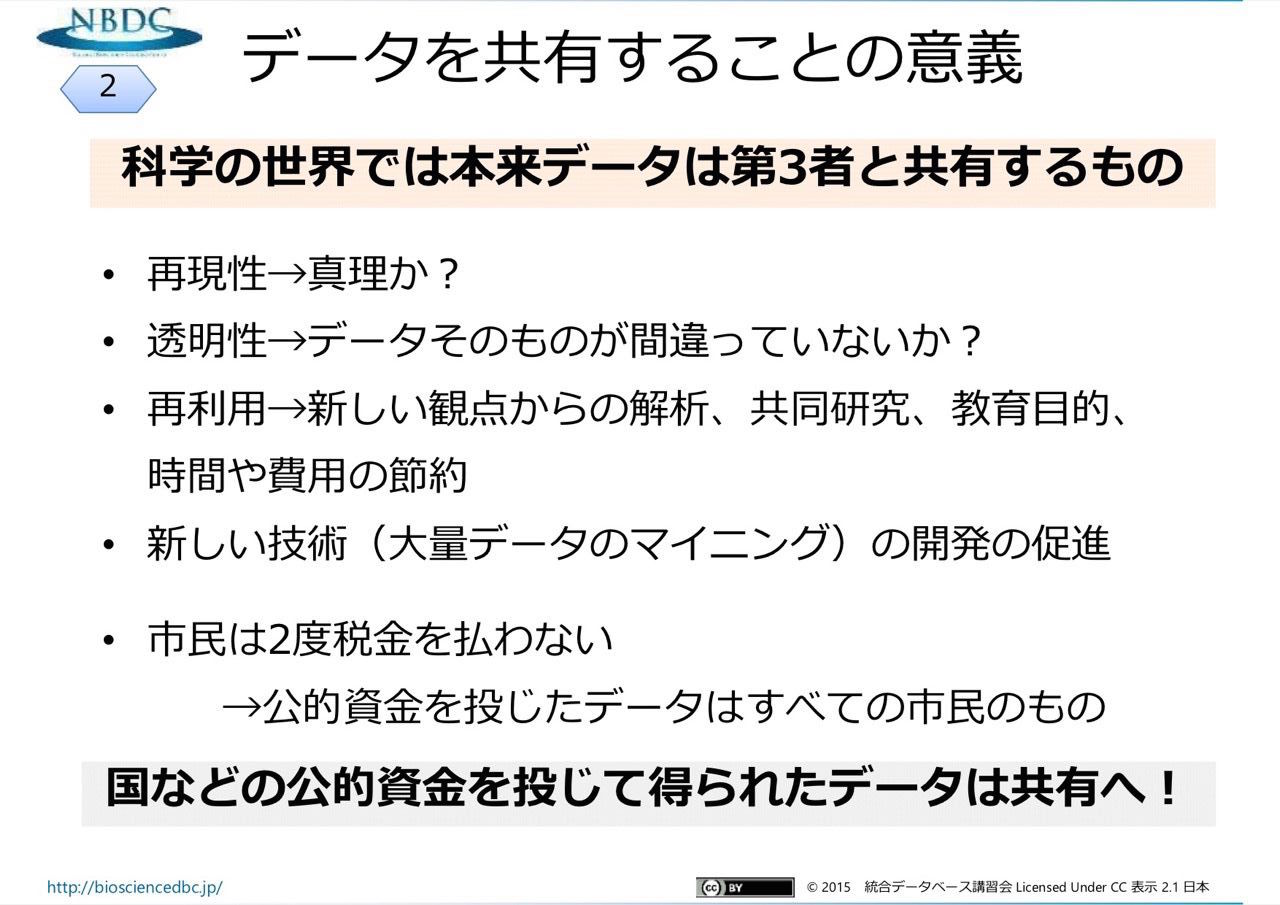 NBDC
2
データを共有することの意義
科学の世界では本来データは第3者と共有するもの
• 再現性→真理か？
• 透明性→データそのものが間違っていないか？
• 再利用→新しい観点からの解析、共同研究、教育目的、
時間や費用の節約
• 新しい技術（大量データのマイニング）の開発の促進
• 市民は2度税金を払わない
→公的資金を投じたデータはすべての市民のもの
国などの公的資金を投じて得られたデータは共有へ！
http://biosciencedbc.jp/
cc BY
© 2015 統合データベース講習会 Licensed Under CC 表示 2.1 日本